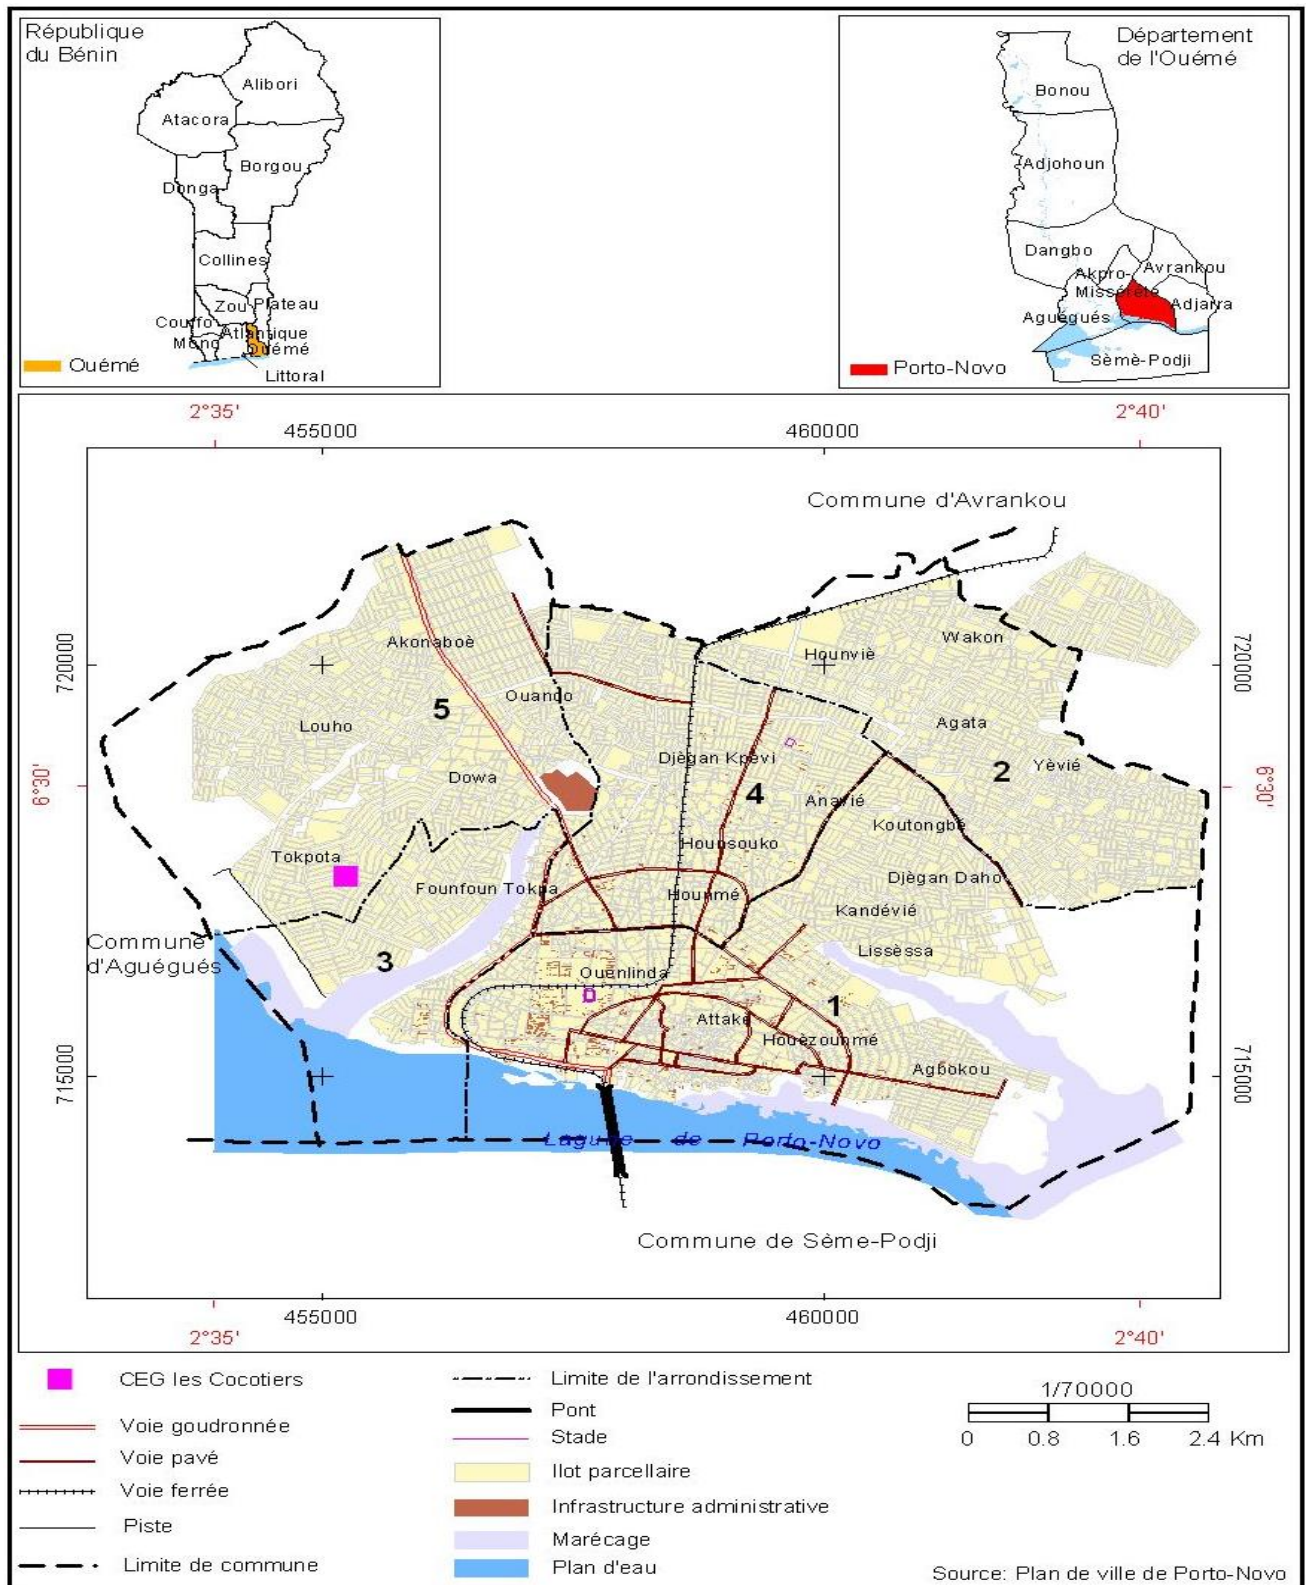 République
du Bénin
Alibori
Atacora
Borgou
Donga
Collines
Zou
Plateau
Couffo
Atlantique
Mono
Ouémé
Littoral
Ouémé
Département
de l'Ouémé
Bonou
Adjohoun
Dangbo
Avrankou
Akpro-
Missérété
Adjarra
Aguégués
Sèmè-Podji
Porto-Novo
2°35'
2°40'
455000
460000
Commune d'Avrankou
720000
720000
Akonaboè
Wakon
Hounviè
Ouando
5
Louho
Agata
Djègan Kpèvi
Yèvié
2
Dowa
6°30'
6°30'
4
Anavié
Koutongbé
Hounsouko
Tokpota
Founfoun Tokpa
Djègan Daho
Hounmé
Kandévié
Commune
d'Aguégués
Lissèssa
3
Ouenlinda
1
Attaké
Houèzounmé
Agbokou
715000
715000
Lagune de Porto-Novo
Commune de Sème-Podji
455000
460000
2°35'
2°40'
CEG les Cocotiers
Voie goudronnée
Voie pavé
Voie ferrée
Piste
Limite de commune
Limite de l'arrondissement
Pont
Stade
Ilot parcellaire
Infrastructure administrative
Marécage
Plan d'eau
1/70000
0 0.8 1.6 2.4 Km
Source: Plan de ville de Porto-Novo